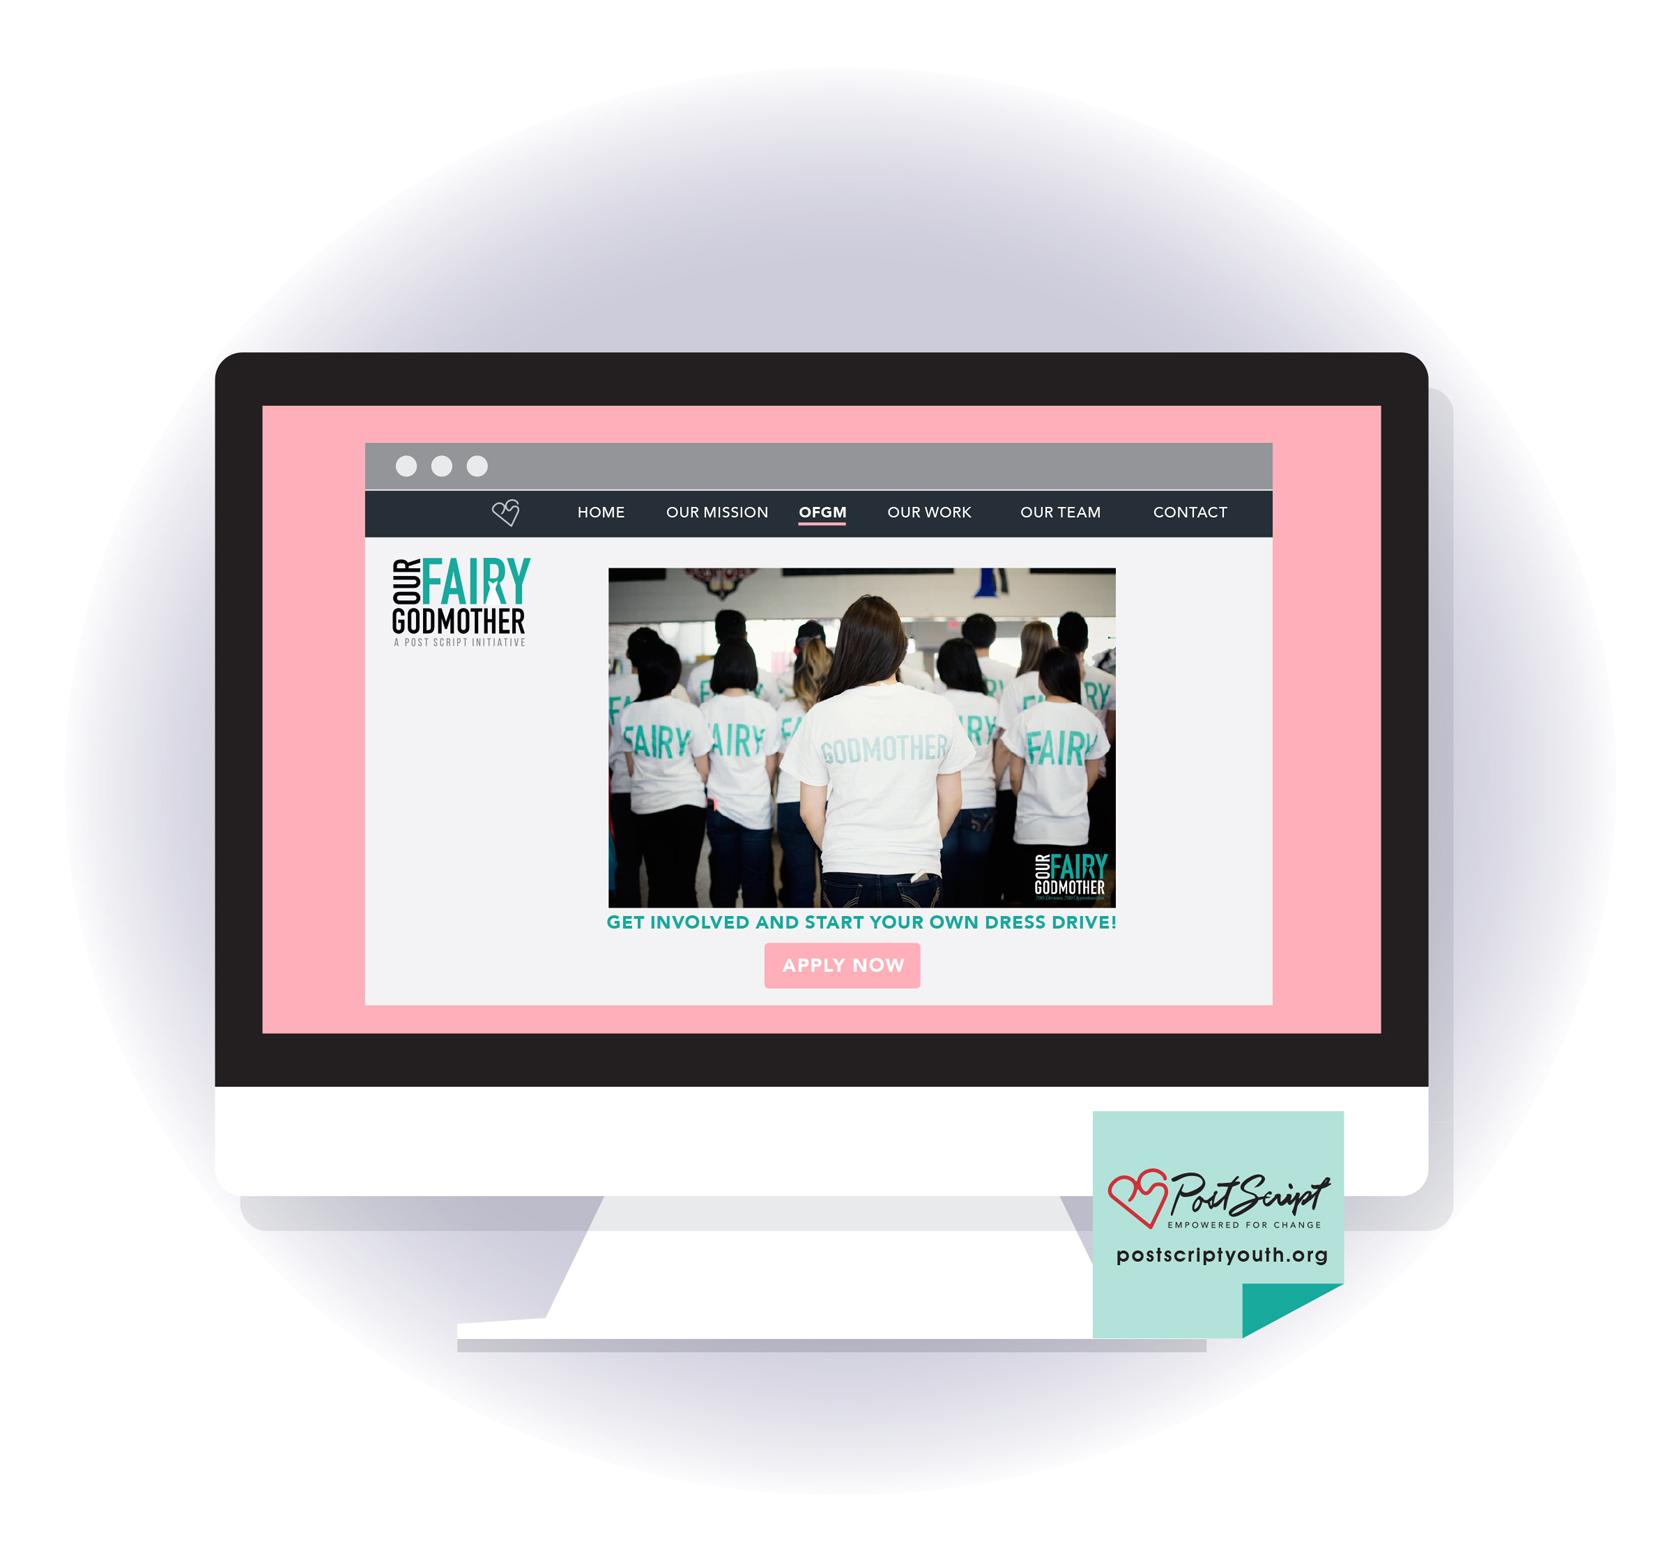 HOME OUR MISSION OFGM OUR WORK OUR TEAM CONTACT
OUR FAIRY
GODMOTHER
A POST SCRIPT INITIATIVE
FAIRY FAIRY GODMOTHER FAIRY
OUR FAIRY
GODMOTHER
GET INVOLVED AND START YOUR OWN DRESS DRIVE!
APPLY NOW
PostScript
EMPOWERED FOR CHANGE
postscriptyouth.org